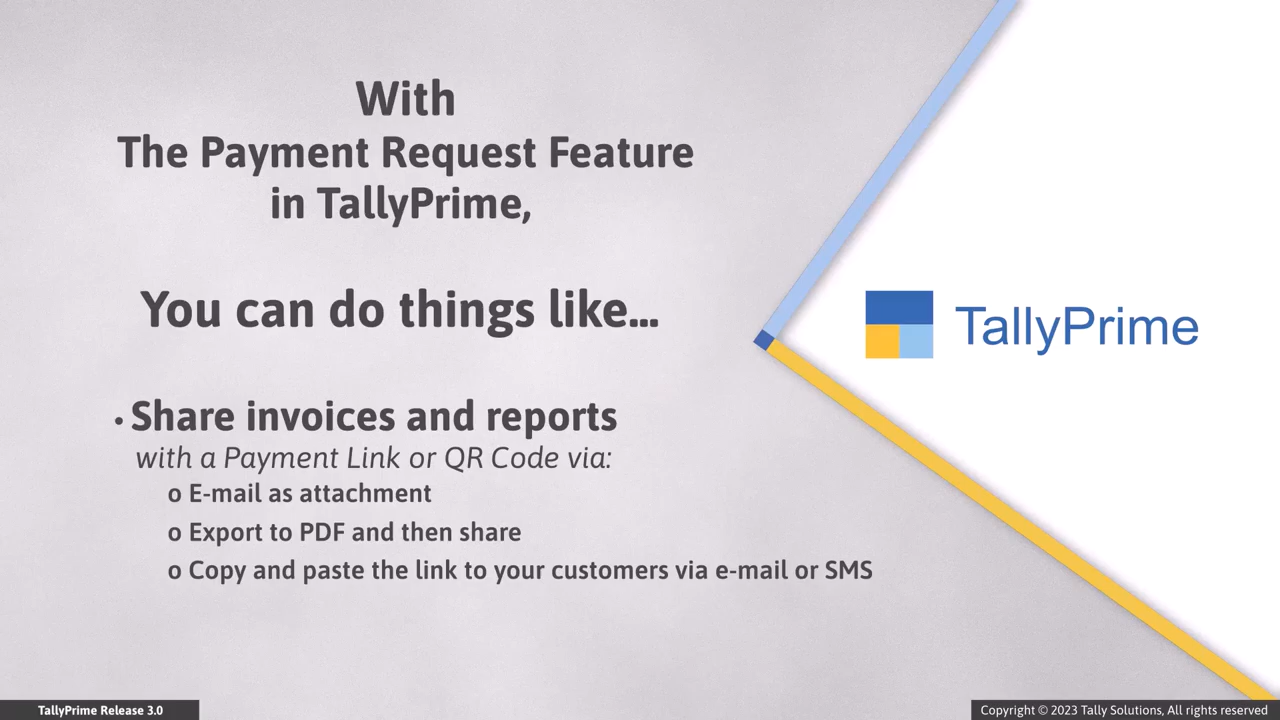 With
The Payment Request Feature
in TallyPrime,
You can do things like...
• Share invoices and reports
with a Payment Link or QR Code via:
o E-mail as attachment
o Export to PDF and then share
o Copy and paste the link to your customers via e-mail or SMS
TallyPrime
TallyPrime Release 3.0
Copyright © 2023 Tally Solutions, All rights reserved